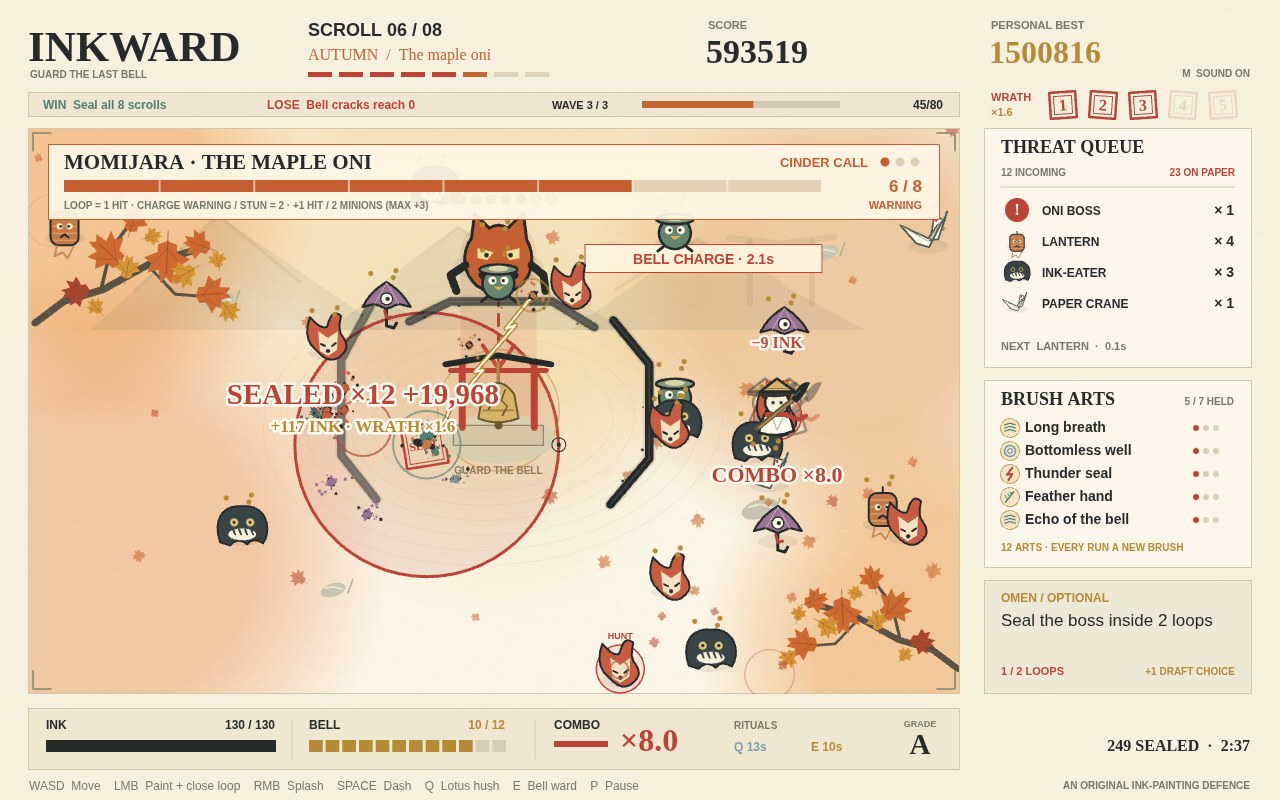 INKWARD
GUARD THE LAST BELL
SCROLL 06 / 08
AUTUMN / The maple oni
SCORE
593519
PERSONAL BEST
1500816
M SOUND ON
WIN Seal all 8 scrolls
LOSE Bell cracks reach 0
WAVE 3 / 3
45/80
WRATH
×1.6
1 2 3 4 5
MOMIJARA · THE MAPLE ONI
CINDER CALL
6 / 8
LOOP = 1 HIT · CHARGE WARNING / STUN = 2 · +1 HIT / 2 MINIONS (MAX +3)
WARNING
BELL CHARGE · 2.1s
−9 INK
SEALED ×12 +19,968
+117 INK · WRATH ×1.6
GUARD THE BELL
COMBO ×8.0
HUNT
THREAT QUEUE
12 INCOMING
23 ON PAPER
! ONI BOSS × 1
LANTERN × 4
INK-EATER × 3
PAPER CRANE × 1
NEXT LANTERN · 0.1s
BRUSH ARTS
5 / 7 HELD
Long breath
Bottomless well
Thunder seal
Feather hand
Echo of the bell
12 ARTS · EVERY RUN A NEW BRUSH
OMEN / OPTIONAL
Seal the boss inside 2 loops
1 / 2 LOOPS
+1 DRAFT CHOICE
INK
130 / 130
BELL
10 / 12
COMBO
×8.0
RITUALS
Q 13s
E 10s
GRADE
A
249 SEALED · 2:37
WASD Move LMB Paint + close loop RMB Splash SPACE Dash Q Lotus hush E Bell ward P Pause
AN ORIGINAL INK-PAINTING DEFENCE